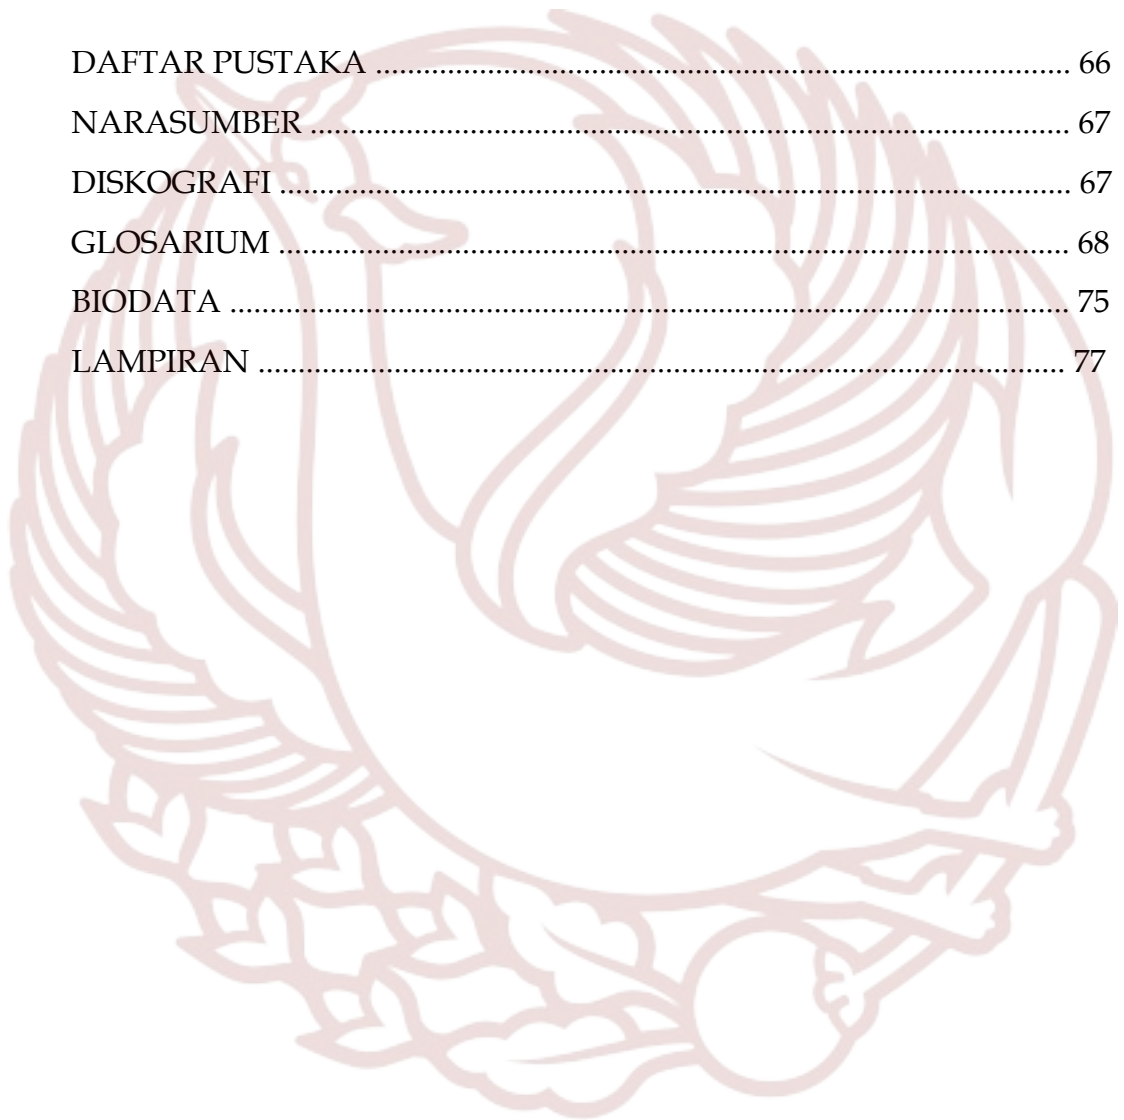 DAFTAR PUSTAKA ........................................................................................ 66
NARASUMBER ................................................................................................ 67
DISKOGRAFI .................................................................................................... 67
GLOSARIUM .................................................................................................... 68
BIODATA .......................................................................................................... 75
LAMPIRAN ...................................................................................................... 77